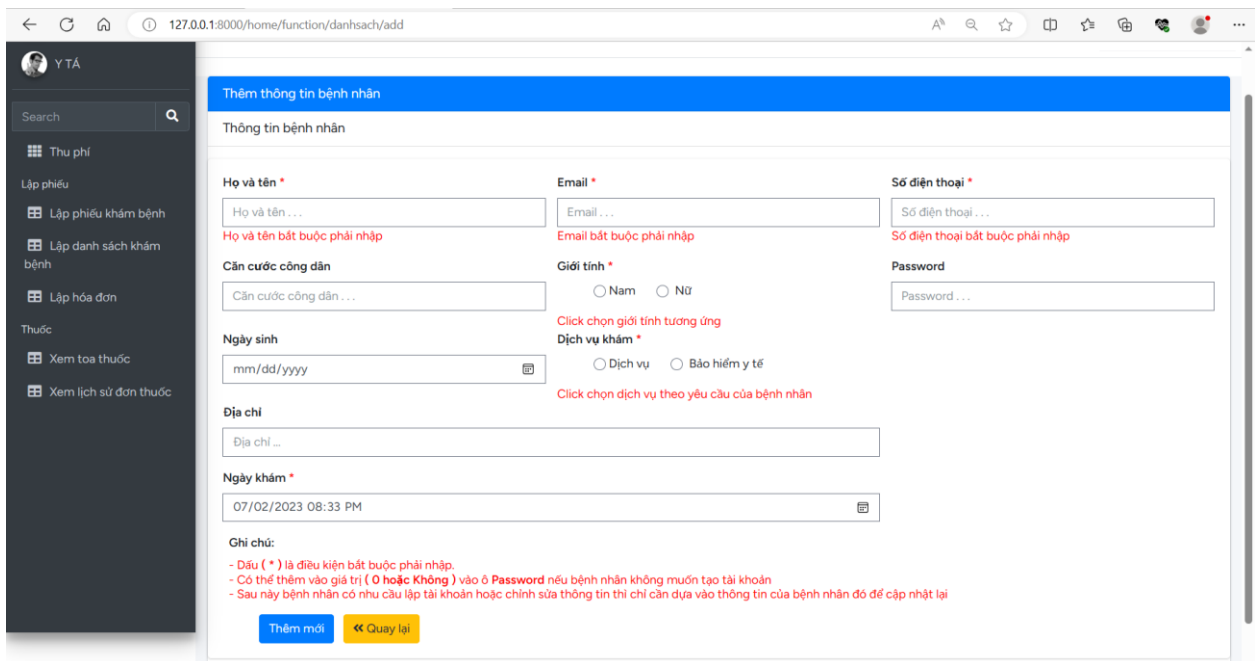 127.0.0.1:8000/home/function/danhsach/add
Y TÁ
Search
Thu phí
Lập phiếu
Lập phiếu khám bệnh
Lập danh sách khám
bệnh
Lập hóa đơn
Thuốc
Xem toa thuốc
Xem lịch sử đơn thuốc
Thêm thông tin bệnh nhân
Thông tin bệnh nhân
Họ và tên *
Họ và tên . . .
Họ và tên bắt buộc phải nhập
Email *
Email . . .
Email bắt buộc phải nhập
Số điện thoại *
Số điện thoại . . .
Số điện thoại bắt buộc phải nhập
Căn cước công dân
Căn cước công dân . . .
Giới tính *
Nam Nữ
Click chọn giới tính tương ứng
Password
Password . . .
Ngày sinh
mm/dd/yyyy
Dịch vụ khám *
Dịch vụ Bảo hiểm y tế
Click chọn dịch vụ theo yêu cầu của bệnh nhân
Địa chỉ
Địa chỉ ...
Ngày khám *
07/02/2023 08:33 PM
Ghi chú:
- Dấu ( * ) là điều kiện bắt buộc phải nhập.
- Có thể thêm vào giá trị ( 0 hoặc Không ) vào ô Password nếu bệnh nhân không muốn tạo tài khoản
- Sau này bệnh nhân có nhu cầu lập tài khoản hoặc chỉnh sửa thông tin thì chỉ cần dựa vào thông tin của bệnh nhân đó để cập nhật lại
Thêm mới
Quay lại